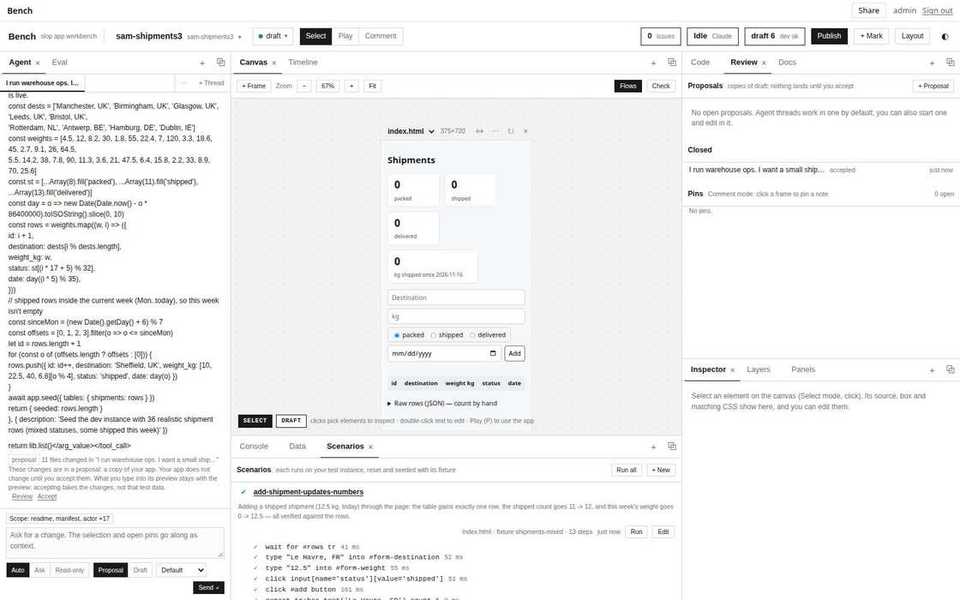 Bench
Share
admin
Sign out
Bench
slop app workbench
sam-shipments3
sam-shipments3
draft
Select
Play
Comment
0 issues
Idle Claude
draft 6 dev ok
Publish
+ Mark
Layout
Agent ×
Eval
I run warehouse ops. I...
+ Thread
is live.
const dests = ['Manchester, UK', 'Birmingham, UK', 'Glasgow, UK',
'Leeds, UK', 'Bristol, UK',
'Rotterdam, NL', 'Antwerp, BE', 'Hamburg, DE', 'Dublin, IE']
const weights = [4.5, 12, 8.2, 30, 1.8, 55, 22.4, 7, 120, 3.3, 18.6,
45, 2.7, 9.1, 26, 64.5,
5.5, 14.2, 38, 7.8, 90, 11.3, 3.6, 21, 47.5, 6.4, 15.8, 2.2, 33, 8.9,
70, 25.6]
const st = [...Array(8).fill('packed'), ...Array(11).fill('shipped'),
...Array(13).fill('delivered')]
const day = o => new Date(Date.now() - o *
86400000).toISOString().slice(0, 10)
const rows = weights.map((w, i) => ({
id: i + 1,
destination: dests[i % dests.length],
weight_kg: w,
status: st[(i * 17 + 5) % 32],
date: day((i * 5) % 35),
}))
// shipped rows inside the current week (Mon..today), so this week
isn't empty
const sinceMon = (new Date().getDay() + 6) % 7
const offsets = [0, 1, 2, 3].filter(o => o <= sinceMon)
let id = rows.length + 1
for (const o of (offsets.length ? offsets : [0])) {
rows.push({ id: id++, destination: 'Sheffield, UK', weight_kg: [10,
22.5, 40, 6.8][o % 4], status: 'shipped', date: day(o) })
}
await app.seed({ tables: { shipments: rows } })
return { seeded: rows.length }
}, { description: 'Seed the dev instance with 36 realistic shipment
rows (mixed statuses, some shipped this week)' })
return lib.list()</arg_value></tool_call>
proposal · 11 files changed in "I run warehouse ops. I want a small ship..."
These changes are in a proposal: a copy of your app. Your app does
not change until you accept them. What you type into its preview stays with the
preview; accepting takes the changes, not that test data.
Review Accept
Scope: readme, manifest, actor +17
Ask for a change. The selection and open pins go along as
context.
Auto
Ask
Read-only
Proposal
Draft
Default
Send
Canvas ×
Timeline
+ Frame
Zoom
−
67%
+
Fit
Flows
Check
index.html
375×720
Shipments
0
packed
0
shipped
0
delivered
0
kg shipped since 2026-11-16
Destination
kg
packed
shipped
delivered
mm/dd/yyyy
Add
id destination weight kg status date
Raw rows (JSON) — count by hand
SELECT
DRAFT
clicks pick elements to inspect · double-click text to edit · Play (P) to use the app
Console
Data
Scenarios ×
Scenarios each runs on your test instance, reset and seeded with its fixture
Run all
+ New
✓ add-shipment-updates-numbers
Adding a shipped shipment (12.5 kg, today) through the page: the table gains exactly one row, the shipped count goes 11 -> 12, and this week's weight goes
0 -> 12.5 — all verified against the rows.
index.html · fixture shipments-mixed · 13 steps just now
Run
Edit
✓ wait for #rows tr 41 ms
✓ type "Le Havre, FR" into #form-destination 52 ms
✓ type "12.5" into #form-weight 55 ms
✓ click input[name='status'][value='shipped'] 51 ms
✓ click #add button 161 ms
Code
Review ×
Docs
Proposals copies of draft: nothing lands until you accept
+ Proposal
No open proposals. Agent threads work in one by default; you can also start
one and edit in it.
Closed
I run warehouse ops. I want a small ship... accepted
just now
Pins Comment mode: click a frame to pin a note
0 open
No pins.
Inspector ×
Layers
Panels
Select an element on the canvas (Select mode, click). Its source, box and
matching CSS show here, and you can edit them.